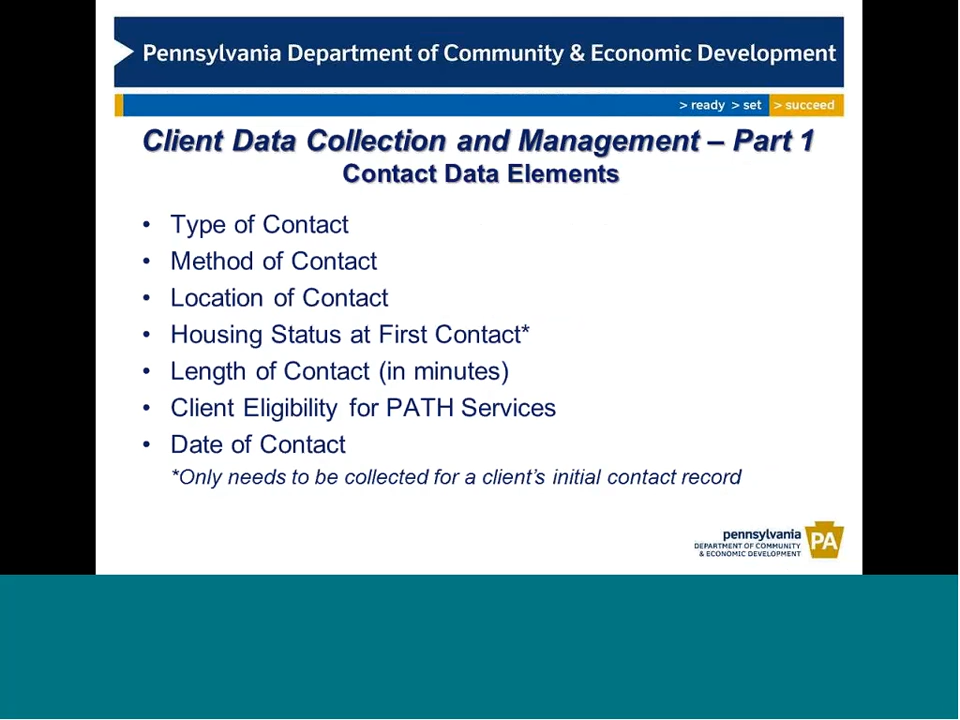 Pennsylvania Department of Community & Economic Development
> ready > set > succeed
Client Data Collection and Management – Part 1
Contact Data Elements
• Type of Contact
• Method of Contact
• Location of Contact
• Housing Status at First Contact*
• Length of Contact (in minutes)
• Client Eligibility for PATH Services
• Date of Contact
*Only needs to be collected for a client's initial contact record
pennsylvania
DEPARTMENT OF COMMUNITY
& ECONOMIC DEVELOPMENT
PA